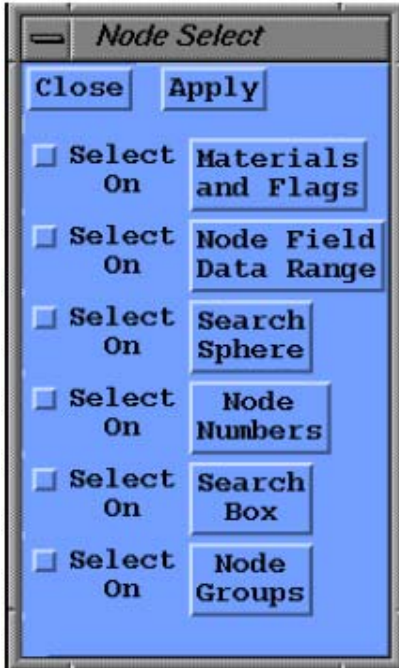 Node Select
Close Apply
Select Materials
On and Flags
Select Node Field
On Data Range
Select Search
On Sphere
Select Node
On Numbers
Select Search
On Box
Select Node
On Groups